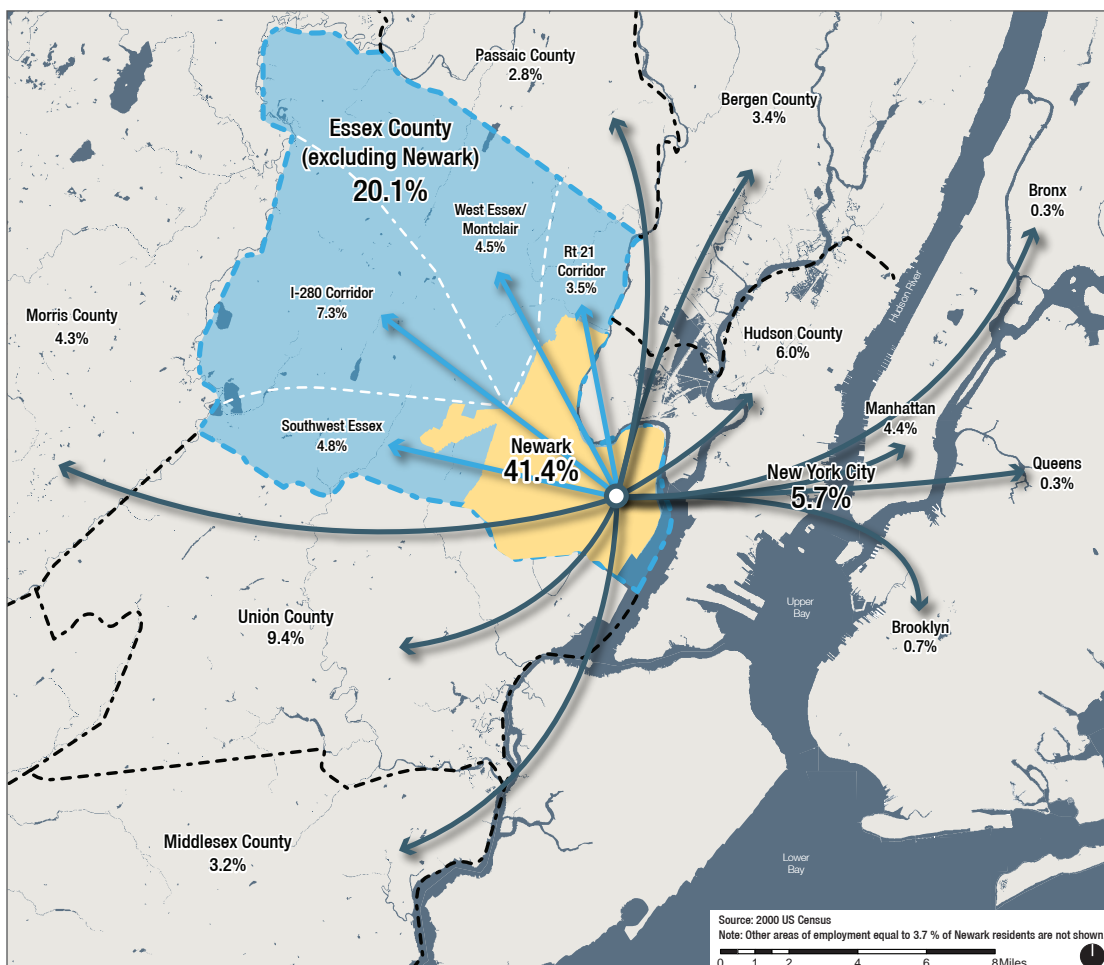 Passaic County
2.8%
Bergen County
3.4%
Essex County
(excluding Newark)
20.1%
Bronx
0.3%
West Essex/
Montclair
4.5%
Rt 21
Corridor
3.5%
I-280 Corridor
7.3%
Hudson River
Morris County
4.3%
Hudson County
6.0%
Manhattan
4.4%
Southwest Essex
4.8%
Newark
41.4%
New York City
5.7%
Queens
0.3%
Union County
9.4%
Upper
Bay
Brooklyn
0.7%
Middlesex County
3.2%
Lower
Bay
Source: 2000 US Census
Note: Other areas of employment equal to 3.7 % of Newark residents are not shown
0 1 2 4 6 8 Miles